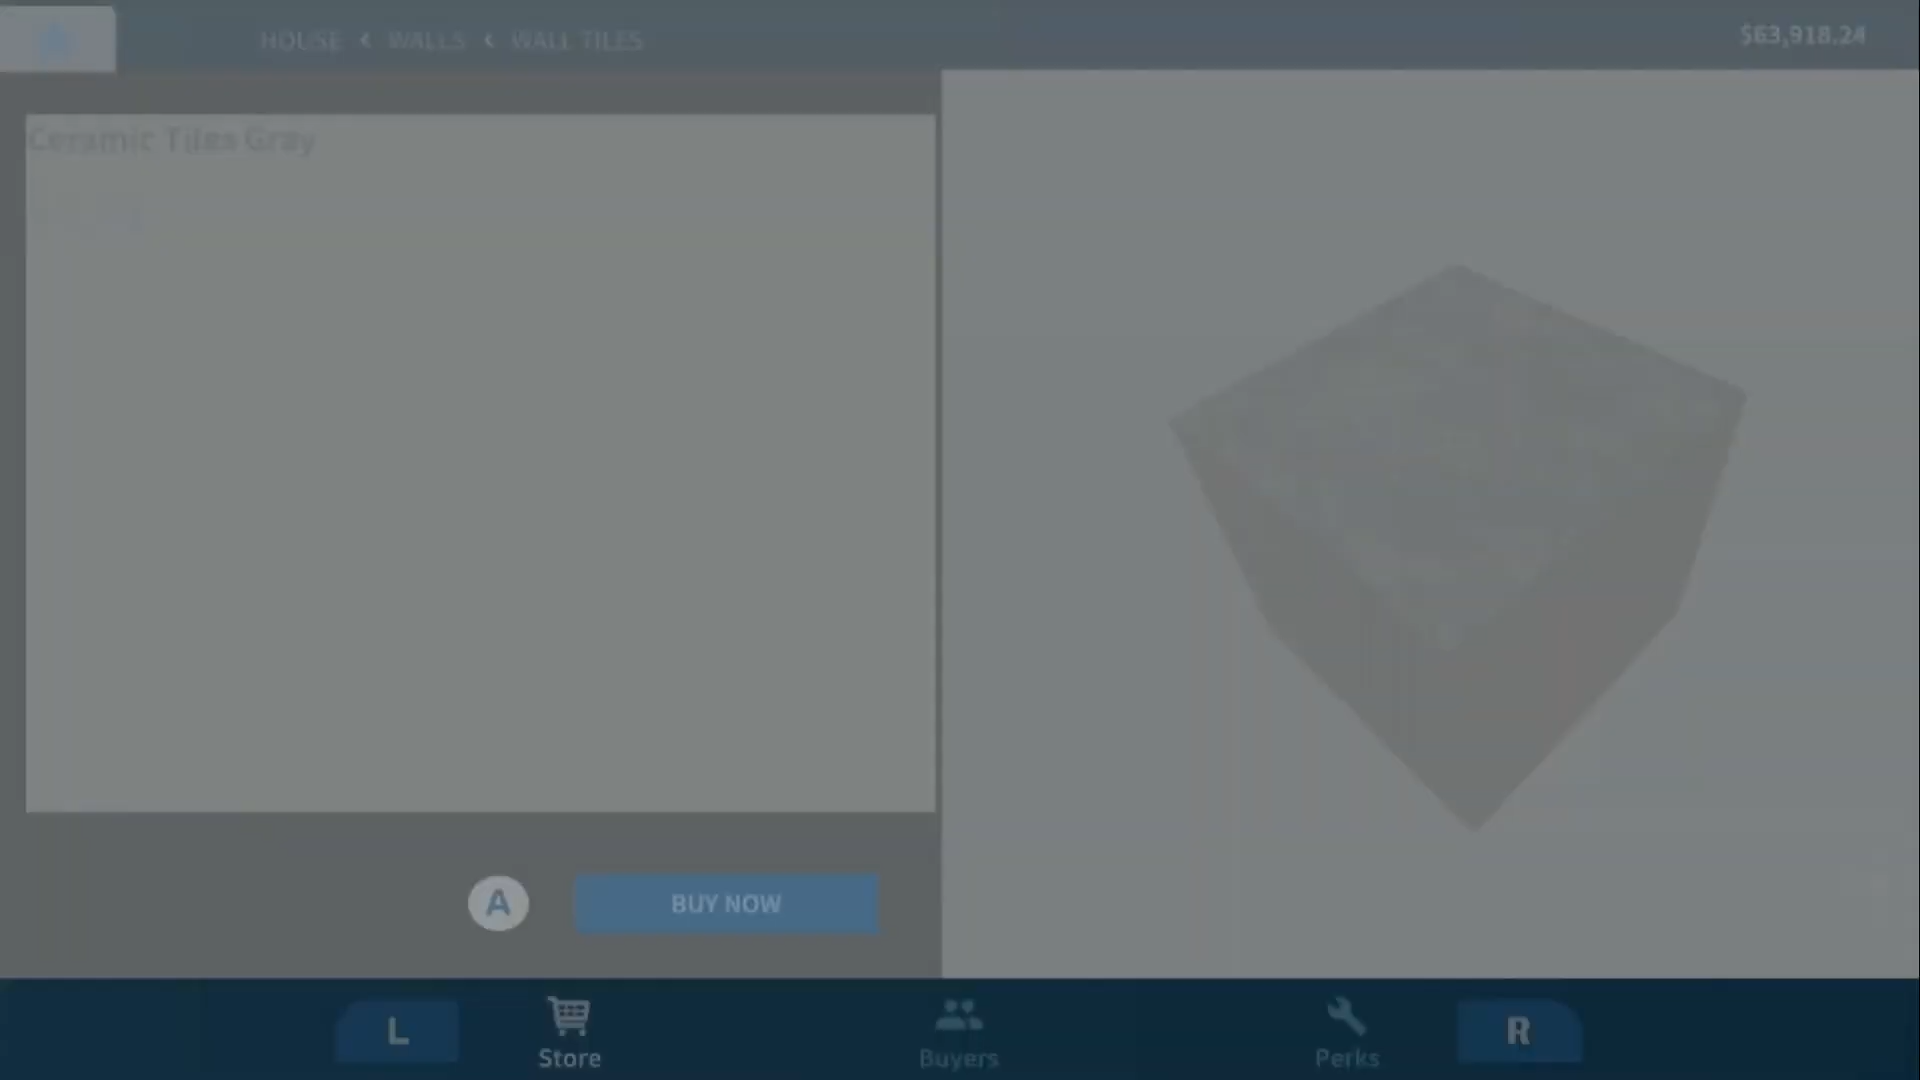 HOUSE < WALLS < WALL TILES
$63,918.24
Ceramic Tiles Gray
A BUY NOW
L Store Buyers Perks R